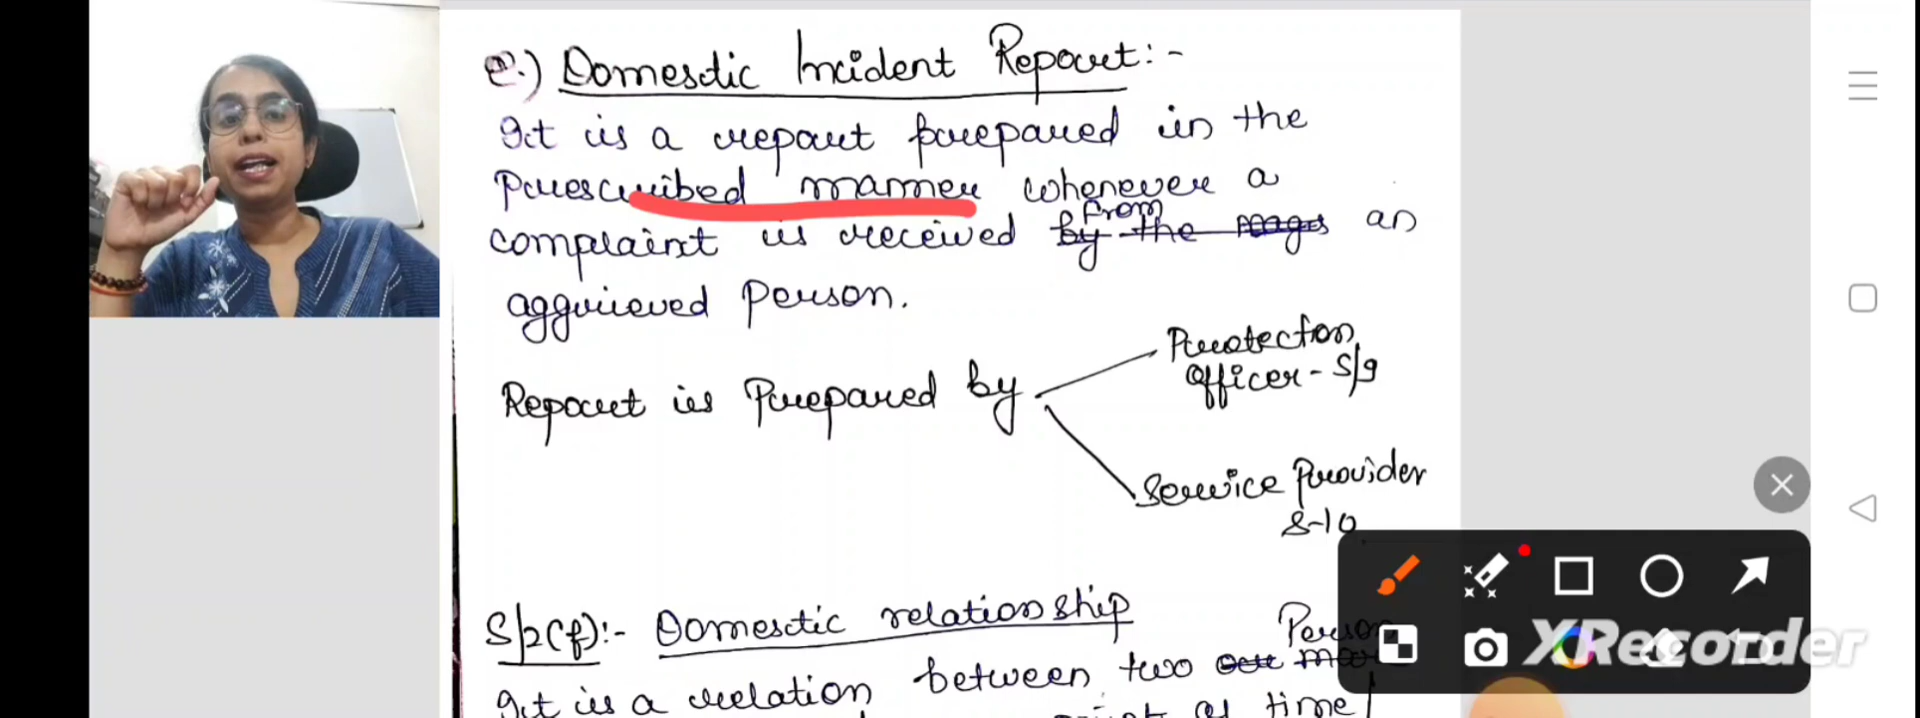 e.) Domestic Incident Report:-
It is a report prepared in the
Prescribed manner whenever a
complaint is received by the from an
aggrieved Person.
Report is Prepared by
Protection
officer - S/9
Service Provider
S-10
S/2(f):- Domestic relationship
It is a relation between two Person
time
XRecorder